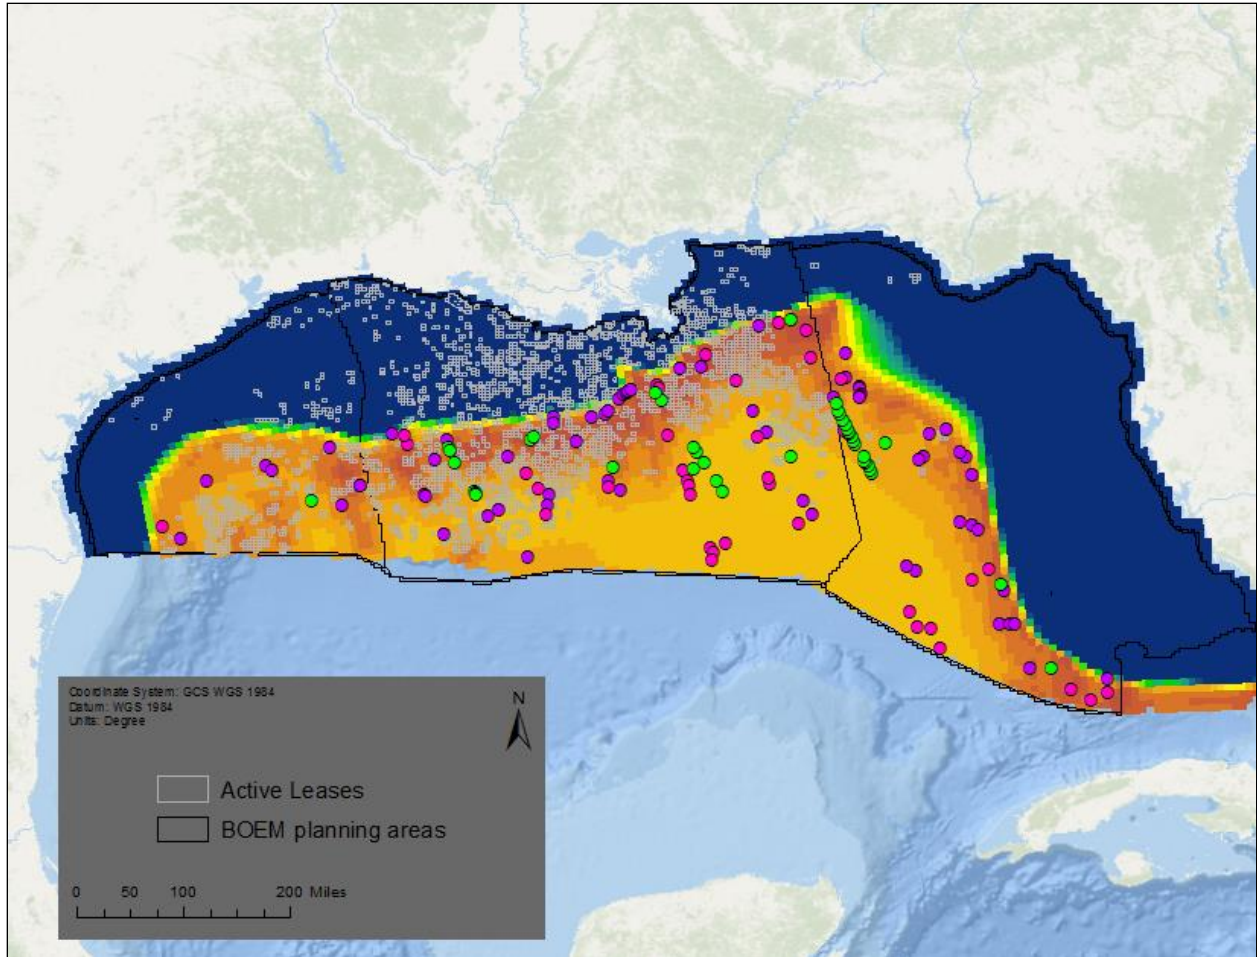 Coordinate System: GCS WGS 1984
Datum: WGS 1984
Units: Degree
N
Active Leases
BOEM planning areas
0 50 100 200 Miles